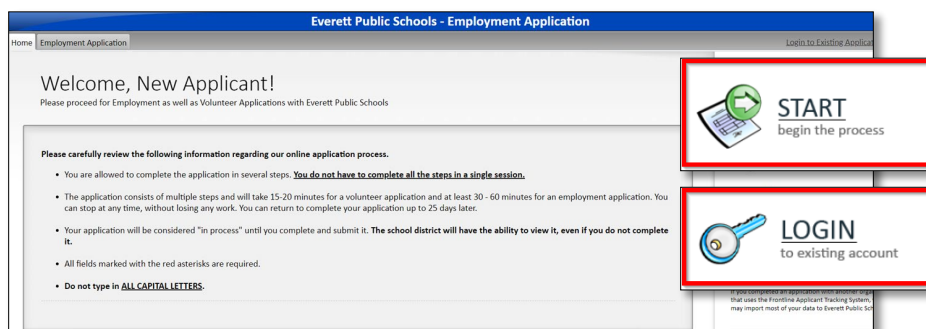 Everett Public Schools - Employment Application
Home Employment Application Login to Existing
Welcome, New Applicant!
Please proceed for Employment as well as Volunteer Applications with Everett Public Schools
START
begin the process
Please carefully review the following information regarding our online application process.
• You are allowed to complete the application in several steps. You do not have to complete all the steps in a single session.
• The application consists of multiple steps and will take 15-20 minutes for a volunteer application and at least 30 - 60 minutes for an employment application. You
can stop at any time, without losing any work. You can return to complete your application up to 25 days later.
• Your application will be considered "in process" until you complete and submit it. The school district will have the ability to view it, even if you do not complete
it.
• All fields marked with the red asterisks are required.
• Do not type in ALL CAPITAL LETTERS.
LOGIN
to existing account
If you completed an application with another
that uses the Frontline Applicant Tracking System,
may import most of your data to Everett Public